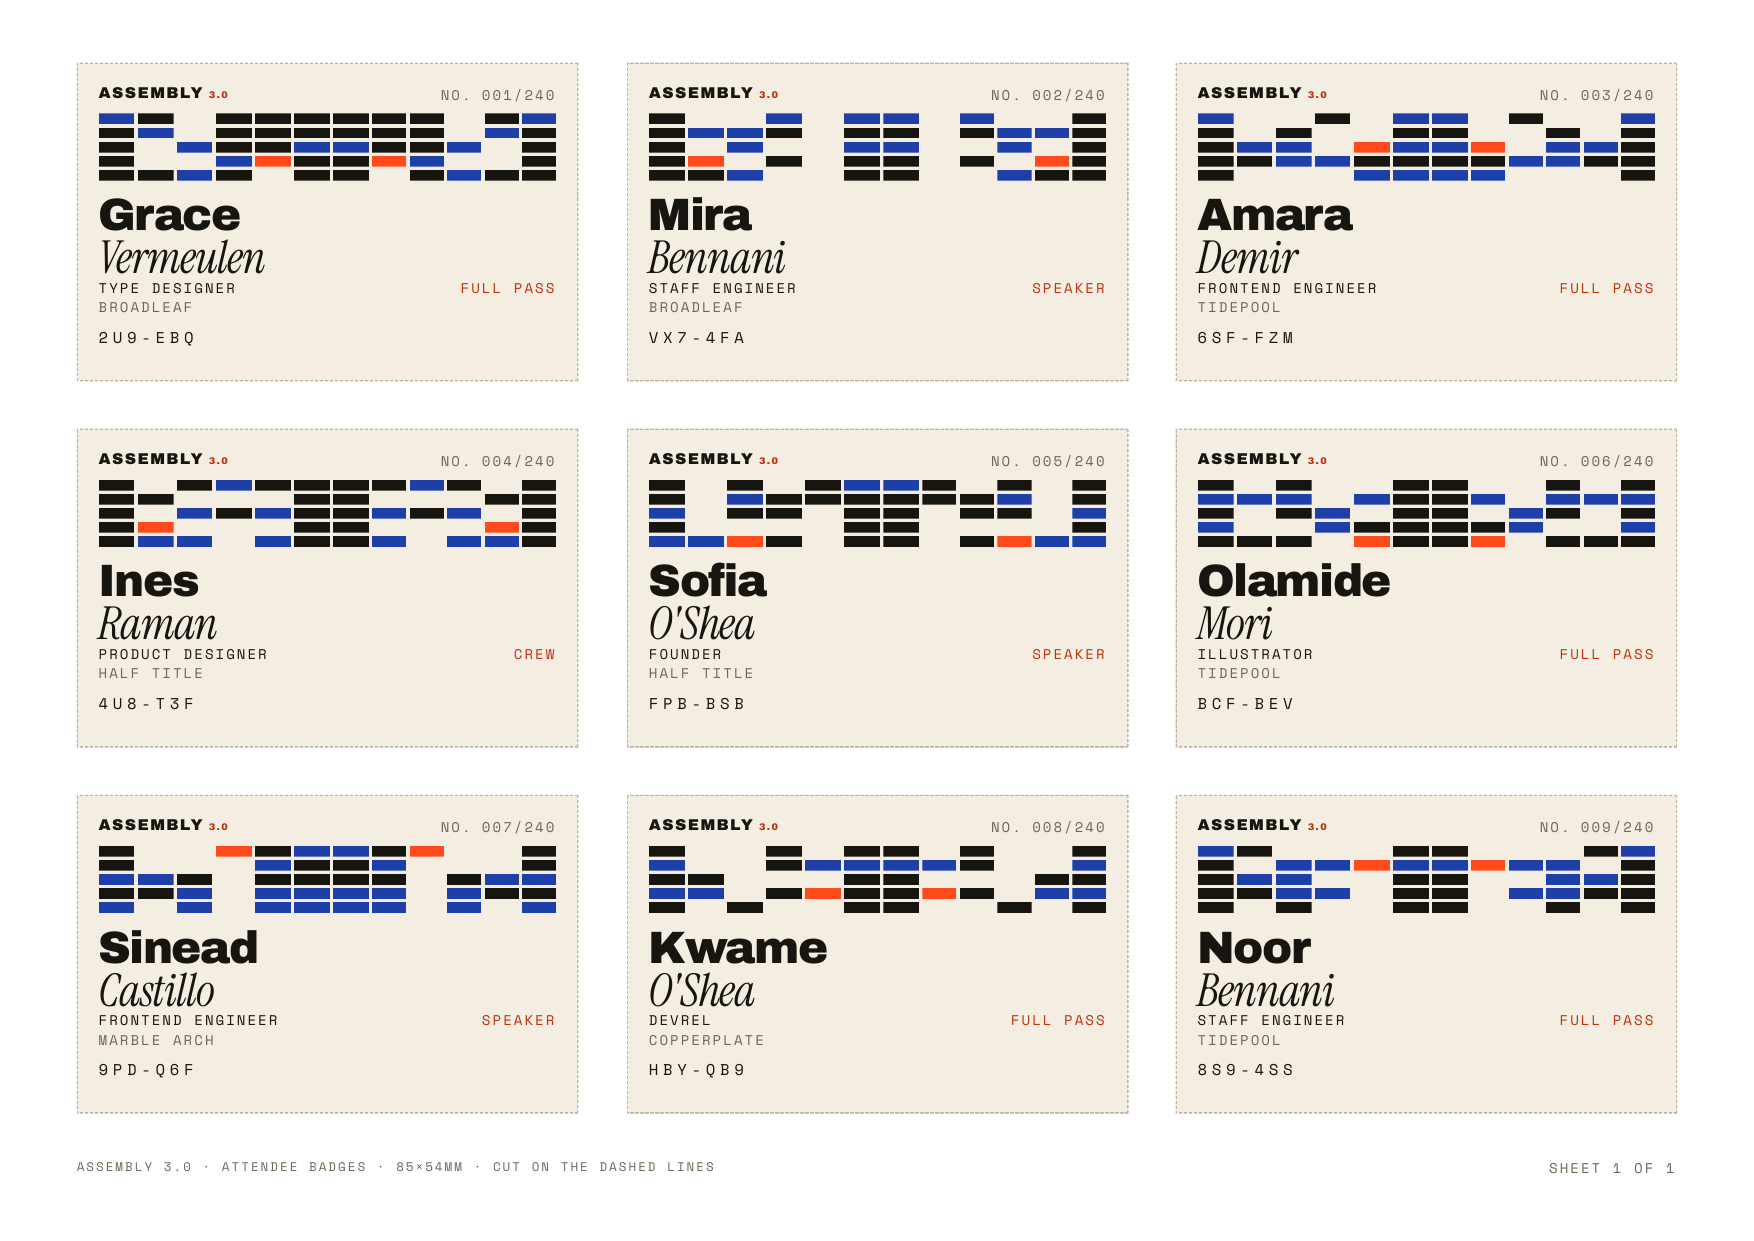 ASSEMBLY 3.0 NO. 001/240
Grace
Vermeulen
TYPE DESIGNER FULL PASS
BROADLEAF
2U9-EBQ
ASSEMBLY 3.0 NO. 002/240
Mira
Bennani
STAFF ENGINEER SPEAKER
BROADLEAF
VX7-4FA
ASSEMBLY 3.0 NO. 003/240
Amara
Demir
FRONTEND ENGINEER FULL PASS
TIDEPOOL
6SF-FZM
ASSEMBLY 3.0 NO. 004/240
Ines
Raman
PRODUCT DESIGNER CREW
HALF TITLE
4U8-T3F
ASSEMBLY 3.0 NO. 005/240
Sofia
O'Shea
FOUNDER SPEAKER
HALF TITLE
FPB-BSB
ASSEMBLY 3.0 NO. 006/240
Olamide
Mori
ILLUSTRATOR FULL PASS
TIDEPOOL
BCF-BEV
ASSEMBLY 3.0 NO. 007/240
Sinead
Castillo
FRONTEND ENGINEER SPEAKER
MARBLE ARCH
9PD-Q6F
ASSEMBLY 3.0 NO. 008/240
Kwame
O'Shea
DEVREL FULL PASS
COPPERPLATE
HBY-QB9
ASSEMBLY 3.0 NO. 009/240
Noor
Bennani
STAFF ENGINEER FULL PASS
TIDEPOOL
8S9-4SS
ASSEMBLY 3.0 · ATTENDEE BADGES · 85×54MM · CUT ON THE DASHED LINES SHEET 1 OF 1